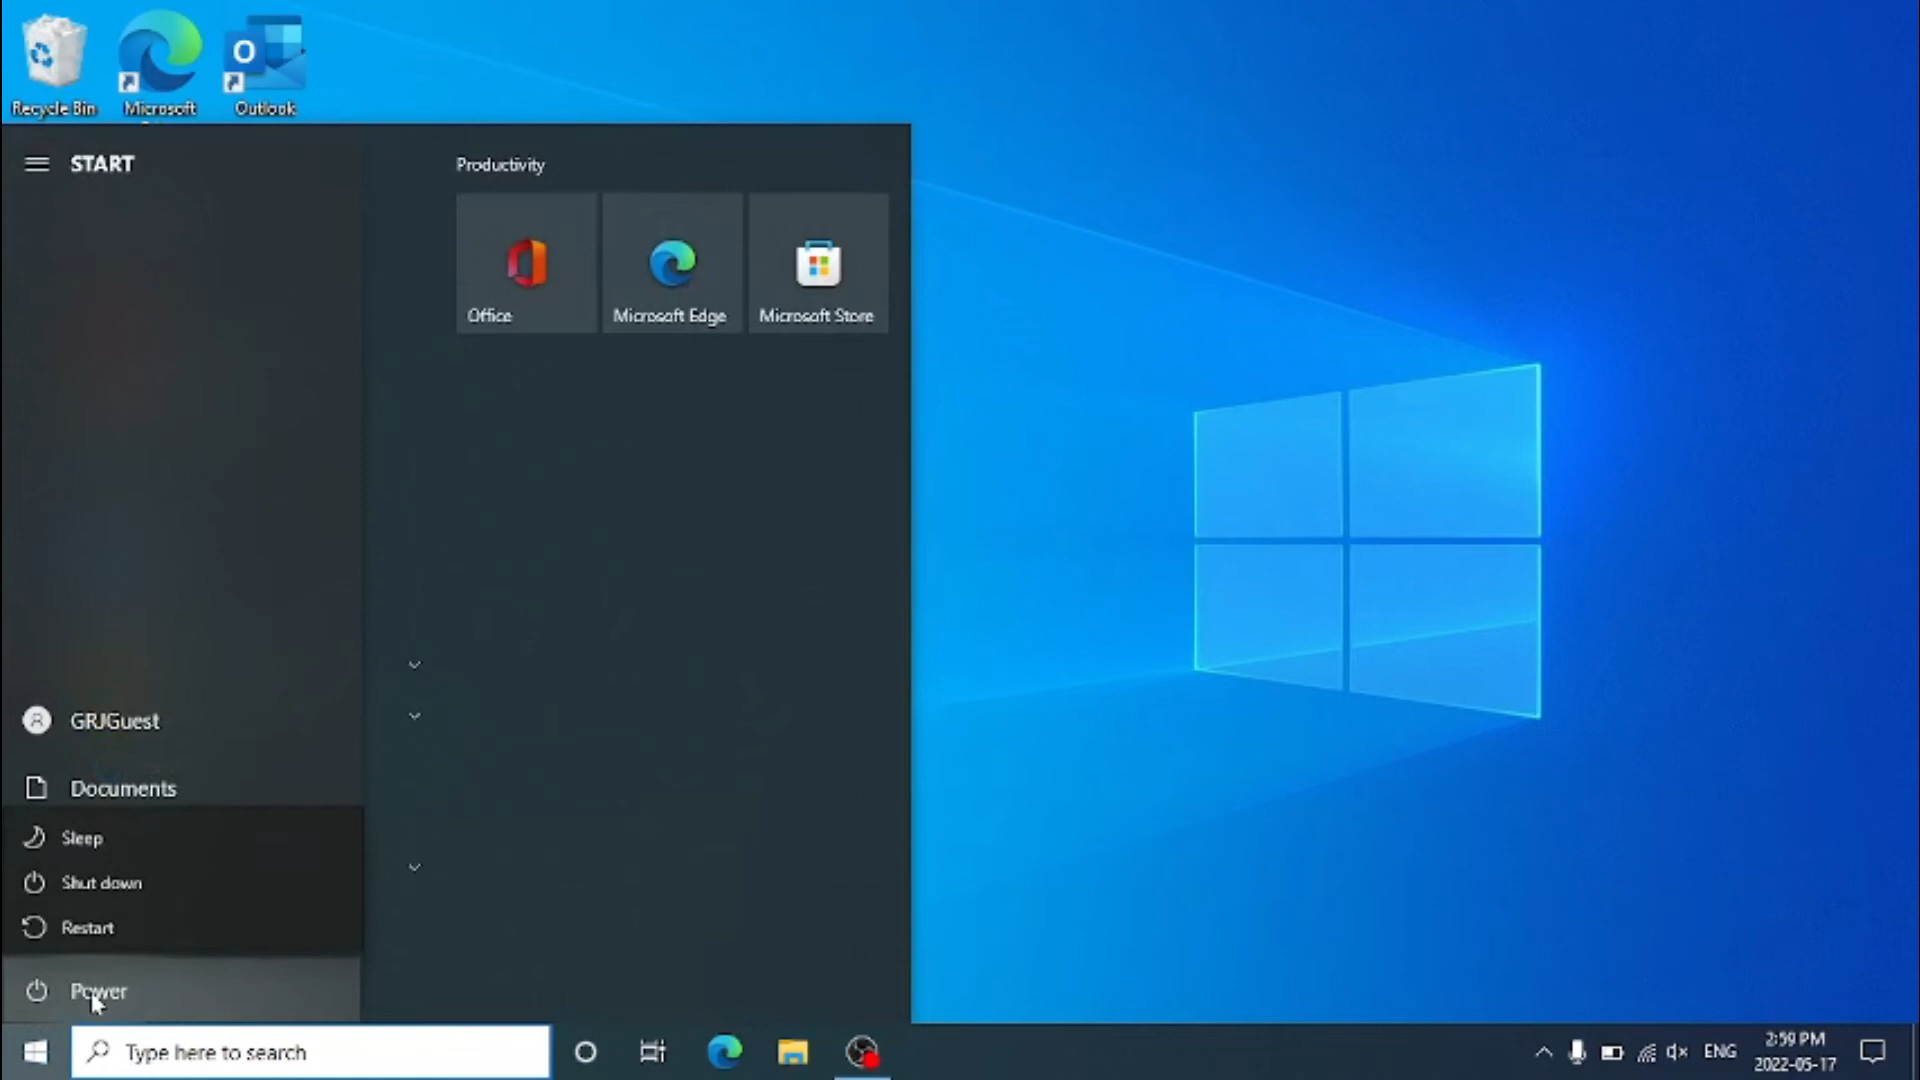 Recycle Bin
Microsoft
Outlook
START
Productivity
Office
Microsoft Edge
Microsoft Store
GRJGuest
Documents
Sleep
Shut down
Restart
Power
Type here to search
ENG
2:59 PM
2022-05-17